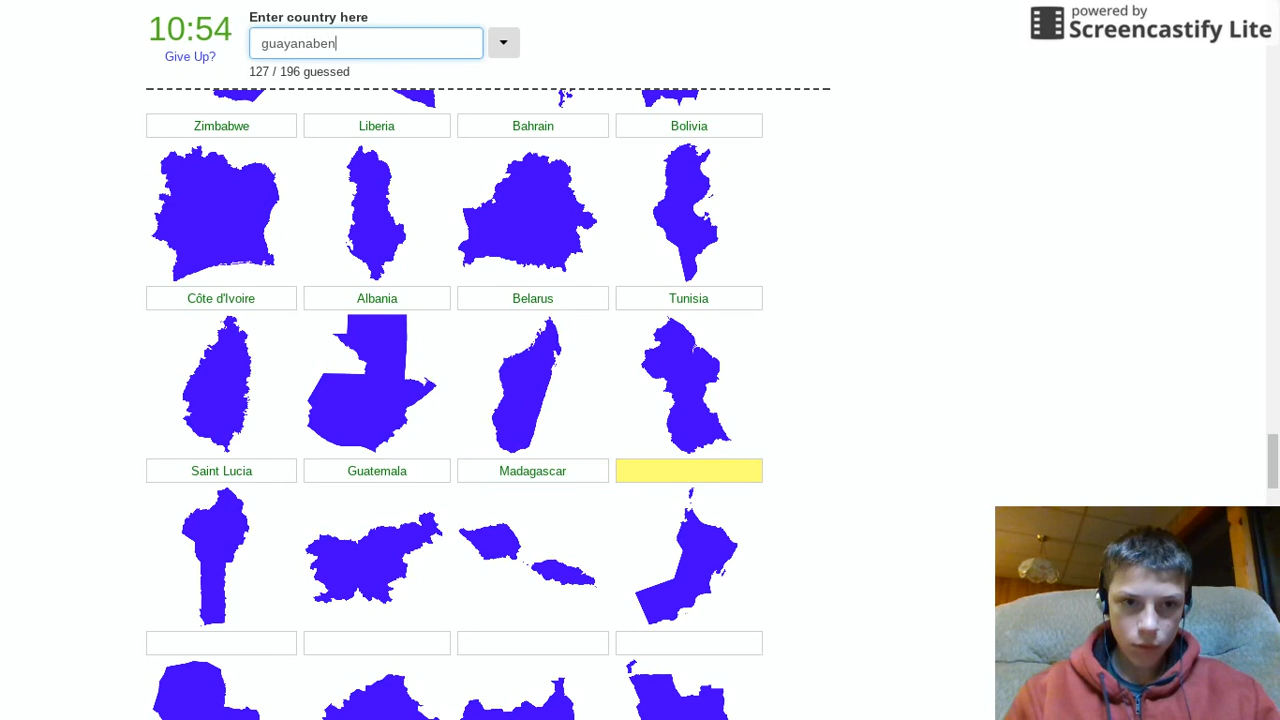 10:54
Give Up?
Enter country here
guayanaben
127 / 196 guessed
powered by
Screencastify Lite
Zimbabwe Liberia Bahrain Bolivia
Côte d'Ivoire Albania Belarus Tunisia
Saint Lucia Guatemala Madagascar